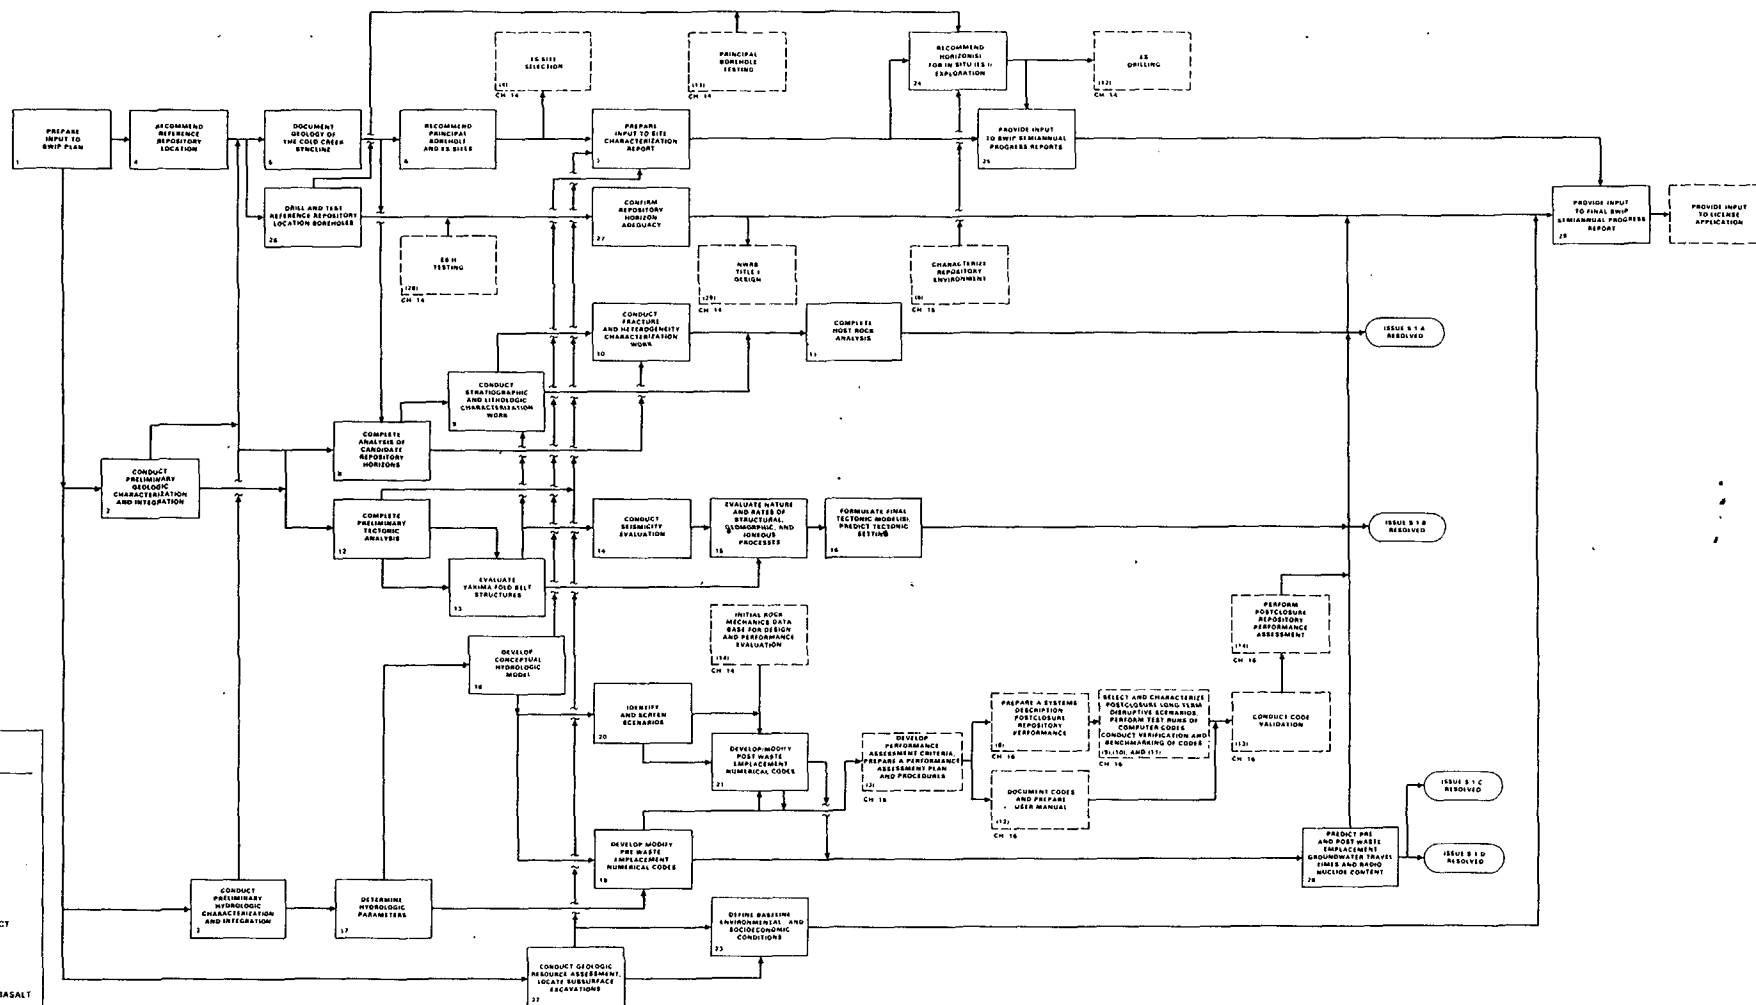 ES SITE
SELECTION
(4)
CH 14
PRINCIPAL
BOREHOLE
TESTING
(11)
CH 14
RECOMMEND
HORIZON(S)
FOR IN SITU (ES I)
EXPLORATION
24
ES
DRILLING
(12)
CH 14
PREPARE
INPUT TO
BWIP PLAN
1
RECOMMEND
REFERENCE
REPOSITORY
LOCATION
4
DOCUMENT
GEOLOGY OF
THE COLD CREEK
SYNCLINE
5
RECOMMEND
PRINCIPAL
BOREHOLE
AND ES SITES
6
PREPARE
INPUT TO SITE
CHARACTERIZATION
REPORT
7
PROVIDE INPUT
TO BWIP SEMIANNUAL
PROGRESS REPORTS
25
DRILL AND TEST
REFERENCE REPOSITORY
LOCATION BOREHOLES
26
CONFIRM
REPOSITORY
HORIZON
ADEQUACY
27
PROVIDE INPUT
TO FINAL BWIP
SEMIANNUAL PROGRESS
REPORT
29
PROVIDE INPUT
TO LICENSE
APPLICATION
ES II
TESTING
(28)
CH 14
NWRB
TITLE I
DESIGN
(29)
CH 14
CHARACTERIZE
REPOSITORY
ENVIRONMENT
(6)
CH 15
CONDUCT
FRACTURE
AND HETEROGENEITY
CHARACTERIZATION
WORK
10
COMPLETE
HOST ROCK
ANALYSIS
11
ISSUE S 1 A
RESOLVED
CONDUCT
STRATIGRAPHIC
AND LITHOLOGIC
CHARACTERIZATION
WORK
9
COMPLETE
ANALYSIS OF
CANDIDATE
REPOSITORY
HORIZONS
8
CONDUCT
PRELIMINARY
GEOLOGIC
CHARACTERIZATION
AND INTEGRATION
2
COMPLETE
PRELIMINARY
TECTONIC
ANALYSIS
12
CONDUCT
SEISMICITY
EVALUATION
14
EVALUATE NATURE
AND RATES OF
STRUCTURAL,
GEOMORPHIC, AND
IGNEOUS
PROCESSES
15
FORMULATE FINAL
TECTONIC MODEL(S),
PREDICT TECTONIC
SETTING
16
ISSUE S 1 B
RESOLVED
EVALUATE
YAKIMA FOLD BELT
STRUCTURES
13
INITIAL ROCK
MECHANICS DATA
BASE FOR DESIGN
AND PERFORMANCE
EVALUATION
(14)
CH 14
PERFORM
POSTCLOSURE
REPOSITORY
PERFORMANCE
ASSESSMENT
(14)
CH 16
DEVELOP
CONCEPTUAL
HYDROLOGIC
MODEL
18
IDENTIFY
AND SCREEN
SCENARIOS
20
PREPARE A SYSTEMS
DESCRIPTION
POSTCLOSURE
REPOSITORY
PERFORMANCE
(8)
CH 16
SELECT AND CHARACTERIZE
POSTCLOSURE LONG TERM
DISRUPTIVE SCENARIOS,
PERFORM TEST RUNS OF
COMPUTER CODES
CONDUCT VERIFICATION AND
BENCHMARKING OF CODES
(9), (10), AND (11)
CH 16
CONDUCT CODE
VALIDATION
(13)
CH 16
DEVELOP/MODIFY
POST WASTE
EMPLACEMENT
NUMERICAL CODES
21
DEVELOP
PERFORMANCE
ASSESSMENT CRITERIA,
PREPARE A PERFORMANCE
ASSESSMENT PLAN
AND PROCEDURES
(3)
CH 16
DOCUMENT CODES
AND PREPARE
USER MANUAL
(12)
CH 16
ISSUE S 1 C
RESOLVED
DEVELOP MODIFY
PRE WASTE
EMPLACEMENT
NUMERICAL CODES
19
PREDICT PRE
AND POST WASTE
EMPLACEMENT
GROUNDWATER TRAVEL
TIMES AND RADIO
NUCLIDE CONTENT
28
ISSUE S 1 D
RESOLVED
CONDUCT
PRELIMINARY
HYDROLOGIC
CHARACTERIZATION
AND INTEGRATION
3
DETERMINE
HYDROLOGIC
PARAMETERS
17
DEFINE BASELINE
ENVIRONMENTAL AND
SOCIOECONOMIC
CONDITIONS
23
CONDUCT GEOLOGIC
RESOURCE ASSESSMENT,
LOCATE SUBSURFACE
EXCAVATIONS
22
CT
BASALT